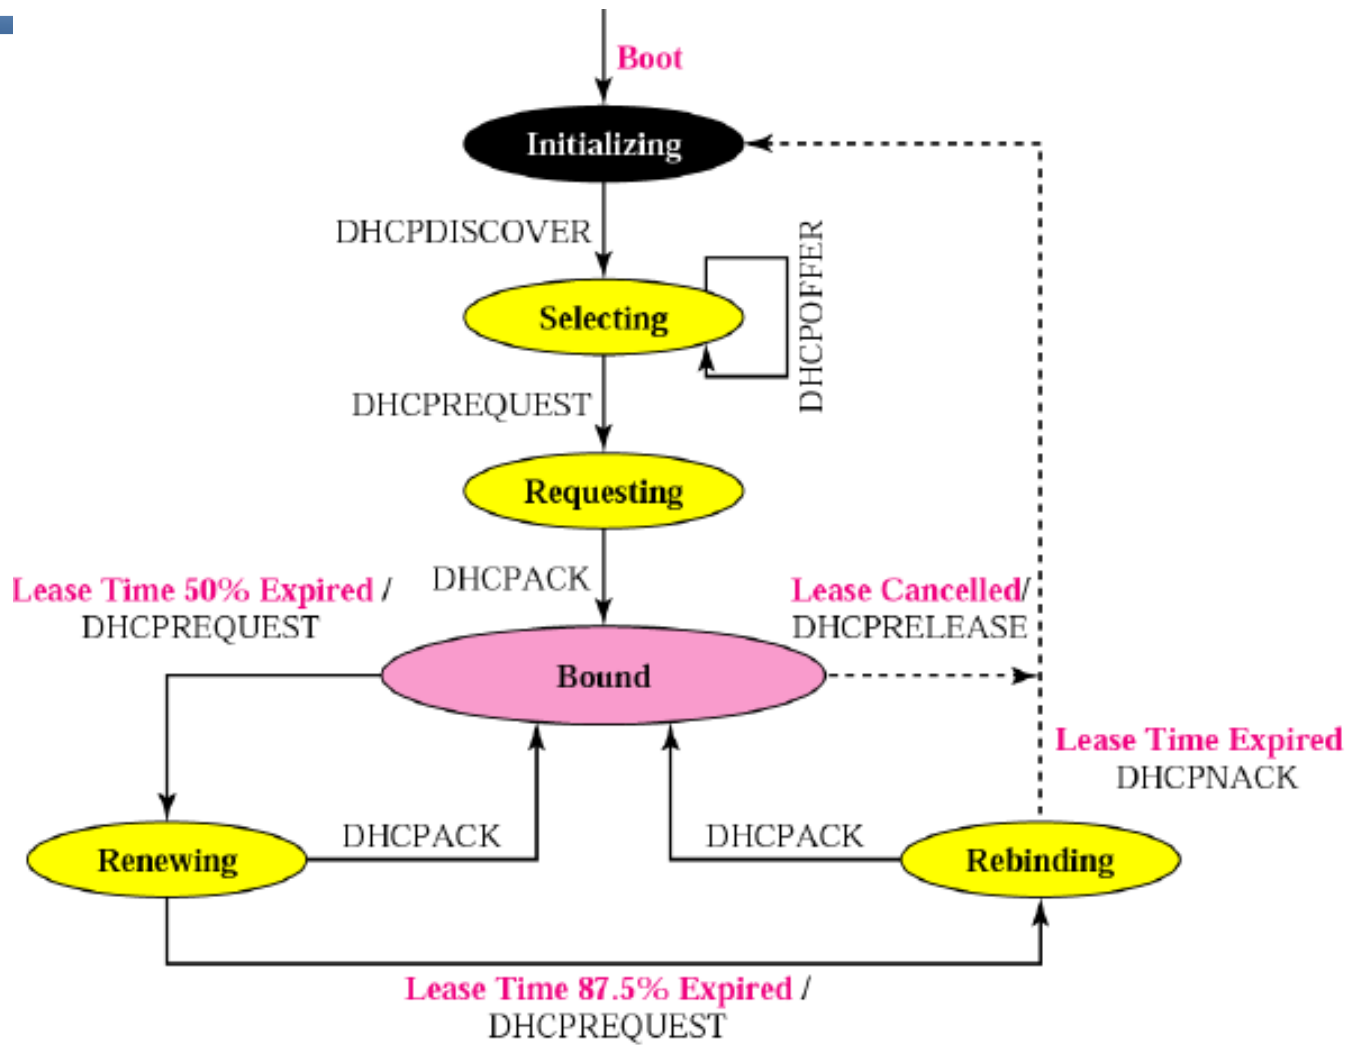 Boot
Initializing
DHCPDISCOVER
DHCPOFFER
Selecting
DHCPREQUEST
Requesting
DHCPACK
Lease Time 50% Expired /
DHCPREQUEST
Lease Cancelled/
DHCPRELEASE
Bound
Lease Time Expired
DHCPNACK
DHCPACK
DHCPACK
Renewing
Rebinding
Lease Time 87.5% Expired /
DHCPREQUEST